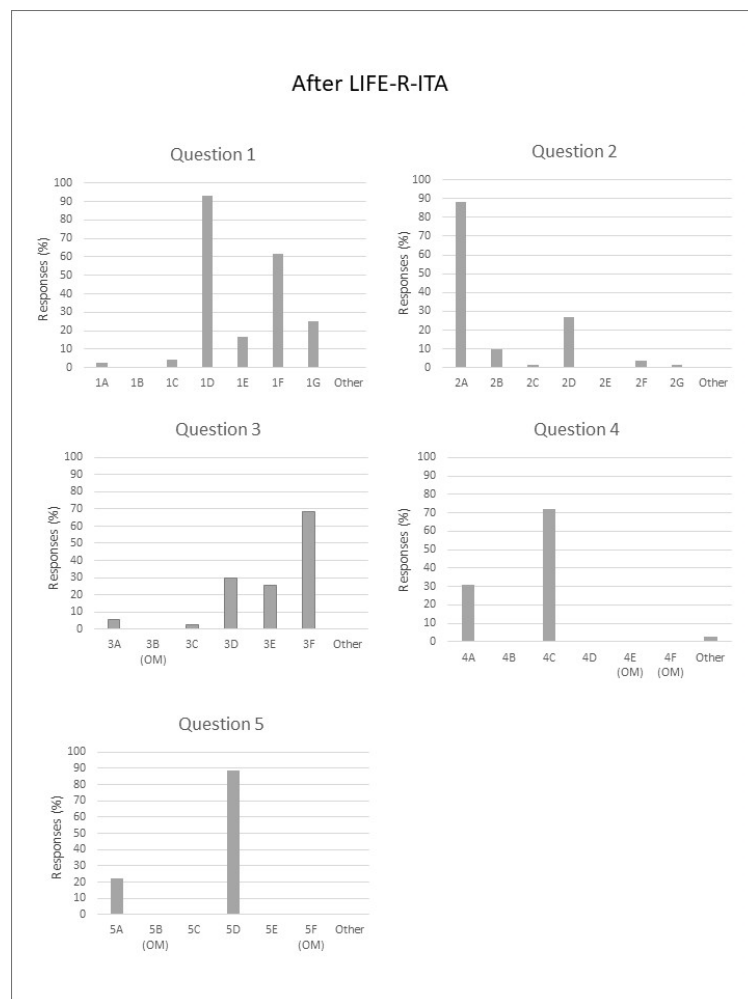 After LIFE-R-ITA
Question 1
Responses (%)
100
90
80
70
60
50
40
30
20
10
0
1A 1B 1C 1D 1E 1F 1G Other
Question 2
Responses (%)
100
90
80
70
60
50
40
30
20
10
0
2A 2B 2C 2D 2E 2F 2G Other
Question 3
Responses (%)
100
90
80
70
60
50
40
30
20
10
0
3A 3B 3C 3D 3E 3F Other
(OM)
Question 4
Responses (%)
100
90
80
70
60
50
40
30
20
10
0
4A 4B 4C 4D 4E 4F Other
(OM) (OM)
Question 5
Responses (%)
100
90
80
70
60
50
40
30
20
10
0
5A 5B 5C 5D 5E 5F Other
(OM) (OM)